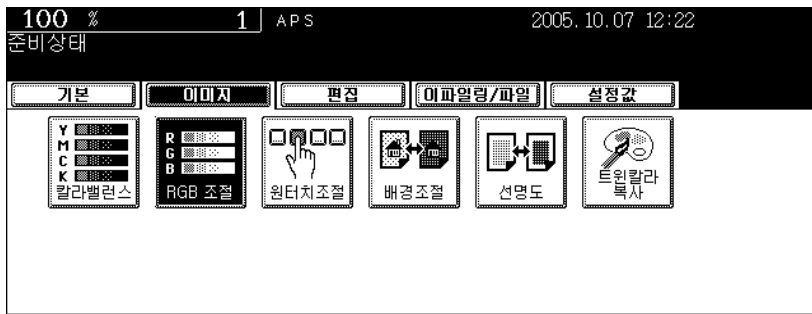 100 % 1 APS 2005.10.07 12:22
준비상태
기본 이미지 편집 이파일링/파일 설정값
Y
M
C
K
칼라밸런스
R
G
B
RGB 조절
원터치조절
배경조절
선명도
트윈칼라
복사